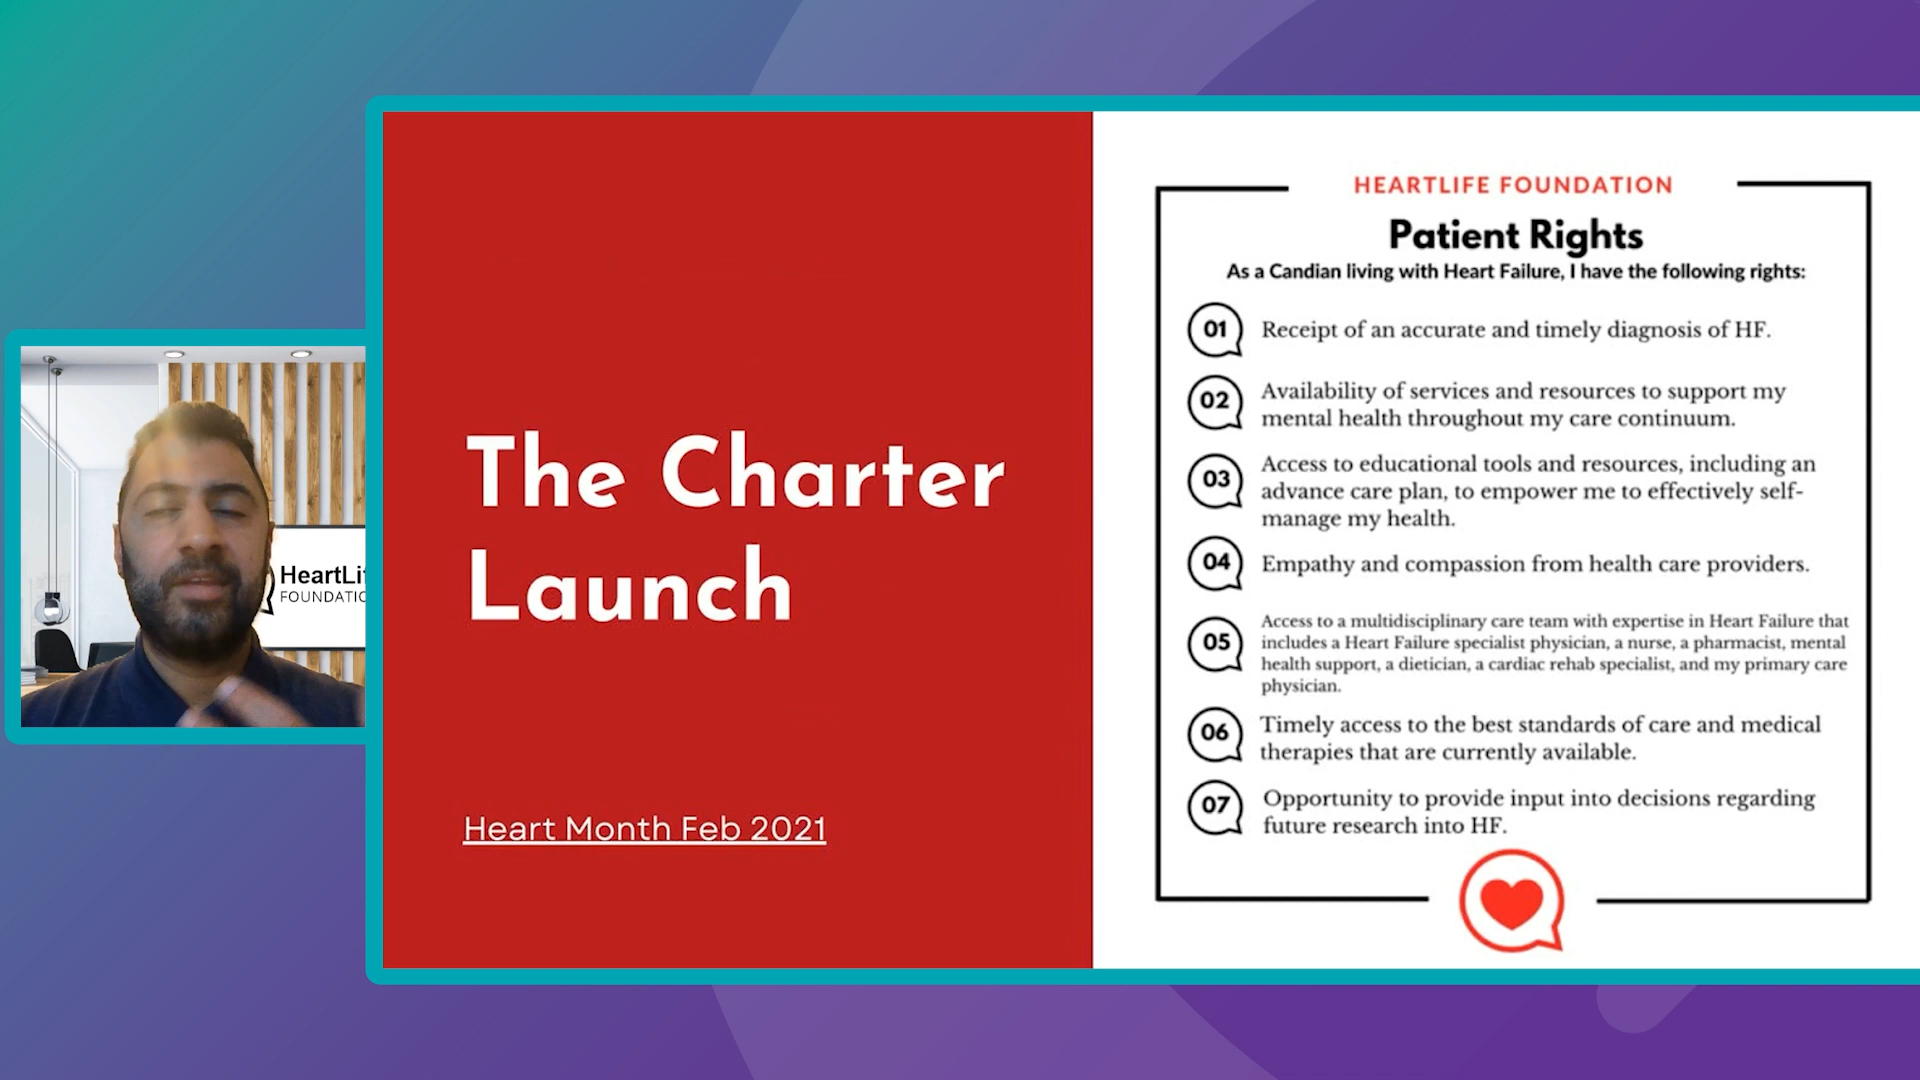 HeartLif
FOUNDATIO
The Charter
Launch
Heart Month Feb 2021
HEARTLIFE FOUNDATION
Patient Rights
As a Candian living with Heart Failure, I have the following rights:
01 Receipt of an accurate and timely diagnosis of HF.
02 Availability of services and resources to support my
mental health throughout my care continuum.
03 Access to educational tools and resources, including an
advance care plan, to empower me to effectively self-
manage my health.
04 Empathy and compassion from health care providers.
05 Access to a multidisciplinary care team with expertise in Heart Failure that
includes a Heart Failure specialist physician, a nurse, a pharmacist, mental
health support, a dietician, a cardiac rehab specialist, and my primary care
physician.
06 Timely access to the best standards of care and medical
therapies that are currently available.
07 Opportunity to provide input into decisions regarding
future research into HF.